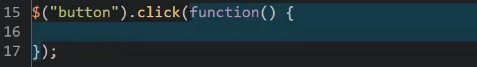 15 $("button").click(function() {
16
17 });